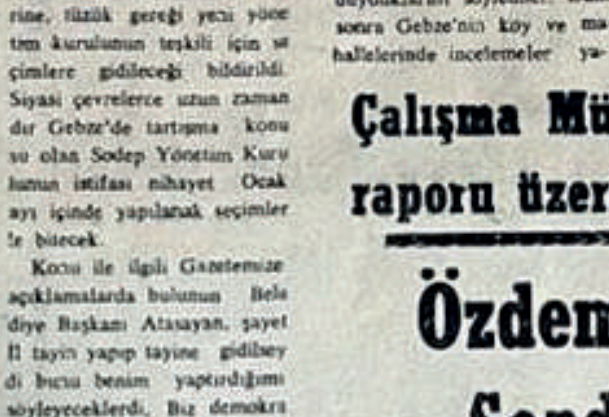 rine, tüzük gereği yeni yöne
tim kurulunun teşkili için se
çimlere gidileceği bildirildi.
Siyasi çevrelerce uzun zaman
dır Gebze'de tartışma konu
su olan Sodep Yönetim Kuru
lunun istifası nihayet Ocak
ayı içinde yapılacak seçimler
le bitecek.
Konu ile ilgili Gazetemize
açıklamalarda bulunun Bele
diye Başkanı Atasayan, şayet
İl tayin yapıp tayine gidilsey
di bunu benim yaptırdığımı
söyleyeceklerdi. Biz demokra
sonra Gebze'nin köy ve ma
hallelerinde incelemeler ya-
Çalışma Mü
raporu üzer
Özden